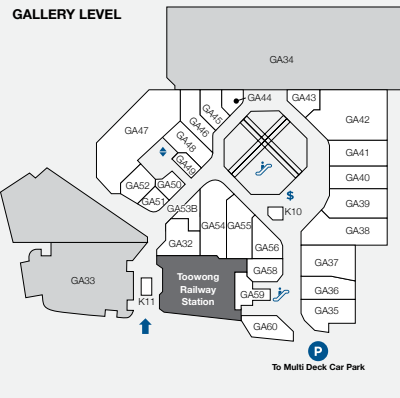 GALLERY LEVEL
GA34
GA44
GA43
GA45
GA46
GA42
GA47
GA48
GA41
GA49
GA40
GA52
GA50
GA51
GA39
$
GA53B
K10
GA54
GA55
GA38
GA32
GA56
GA37
GA58
GA33
Toowong
Railway
Station
GA59
GA36
K11
GA35
GA60
P
To Multi Deck Car Park